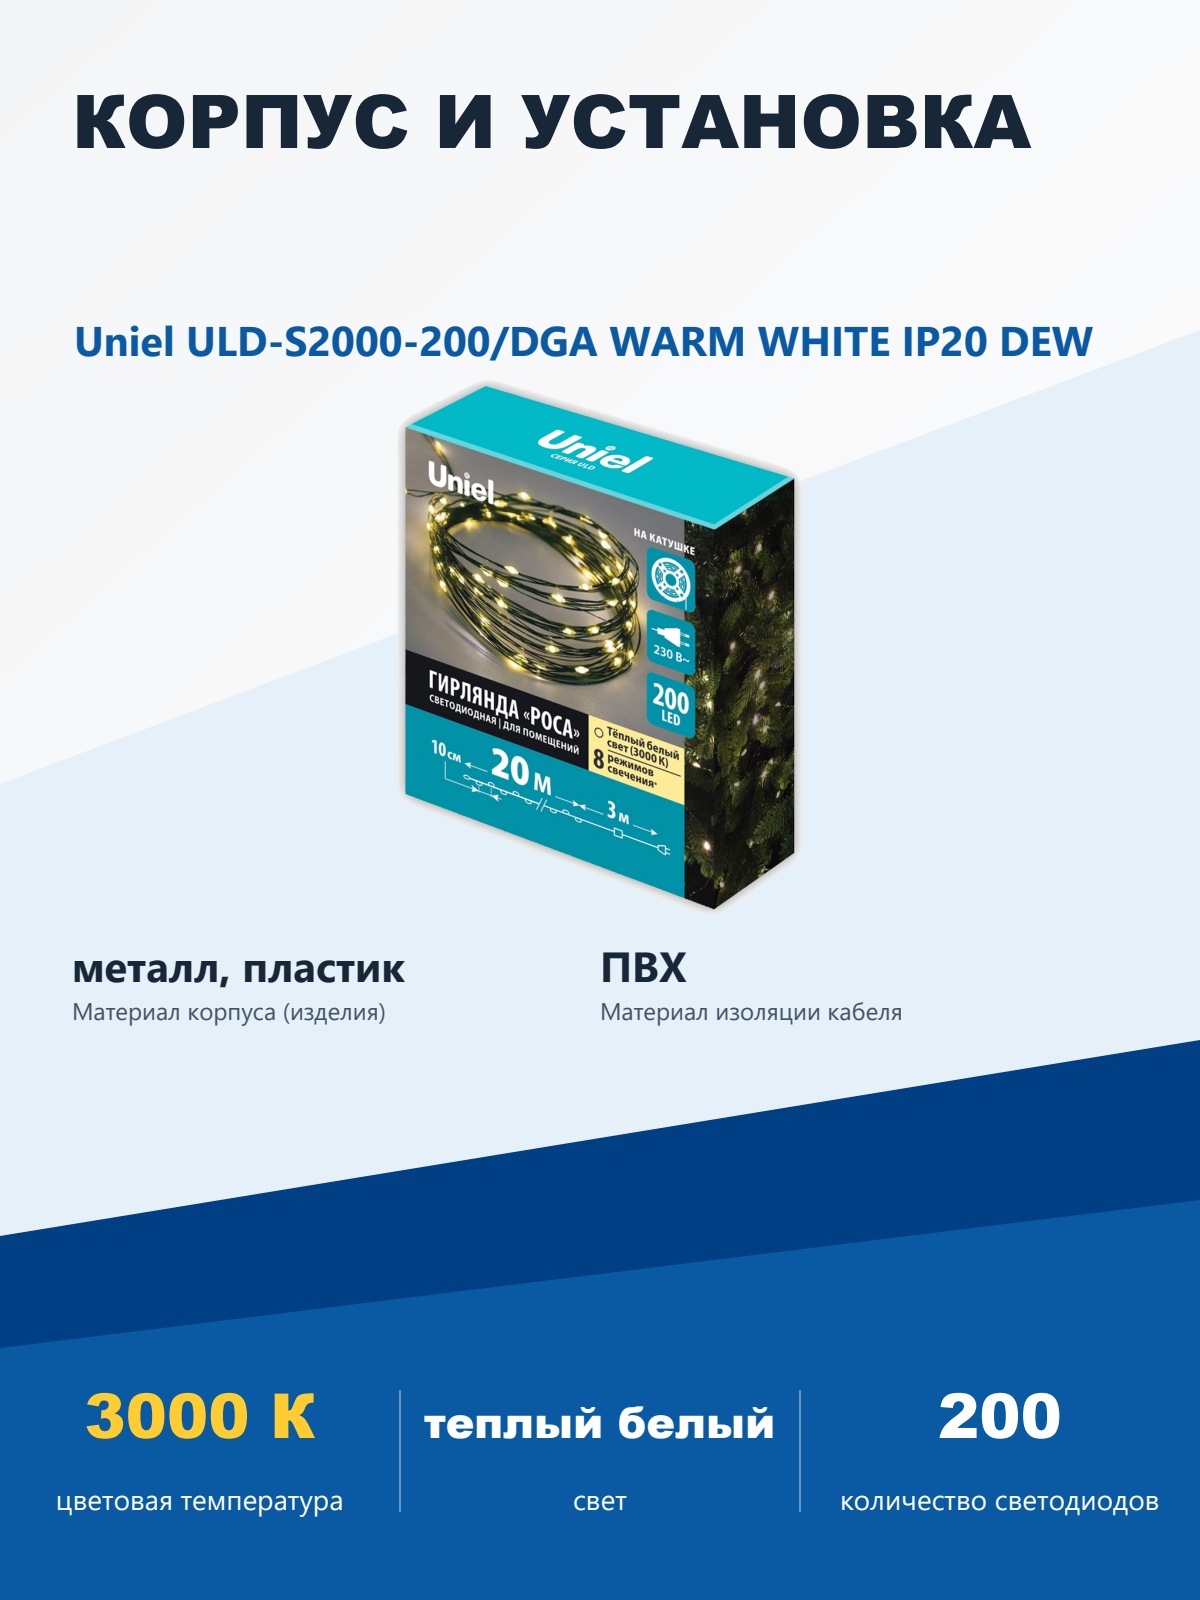 КОРПУС И УСТАНОВКА
Uniel ULD-S2000-200/DGA WARM WHITE IP20 DEW
Uniel
СЕРИЯ ULD
Uniel
НА КАТУШКЕ
230 В~
200
LED
ГИРЛЯНДА «РОСА»
СВЕТОДИОДНАЯ | ДЛЯ ПОМЕЩЕНИЙ
Тёплый белый
свет (3000 К)
8 режимов
свечения*
10 см
20 м
3 м
металл, пластик
Материал корпуса (изделия)
ПВХ
Материал изоляции кабеля
3000 К
цветовая температура
теплый белый
свет
200
количество светодиодов